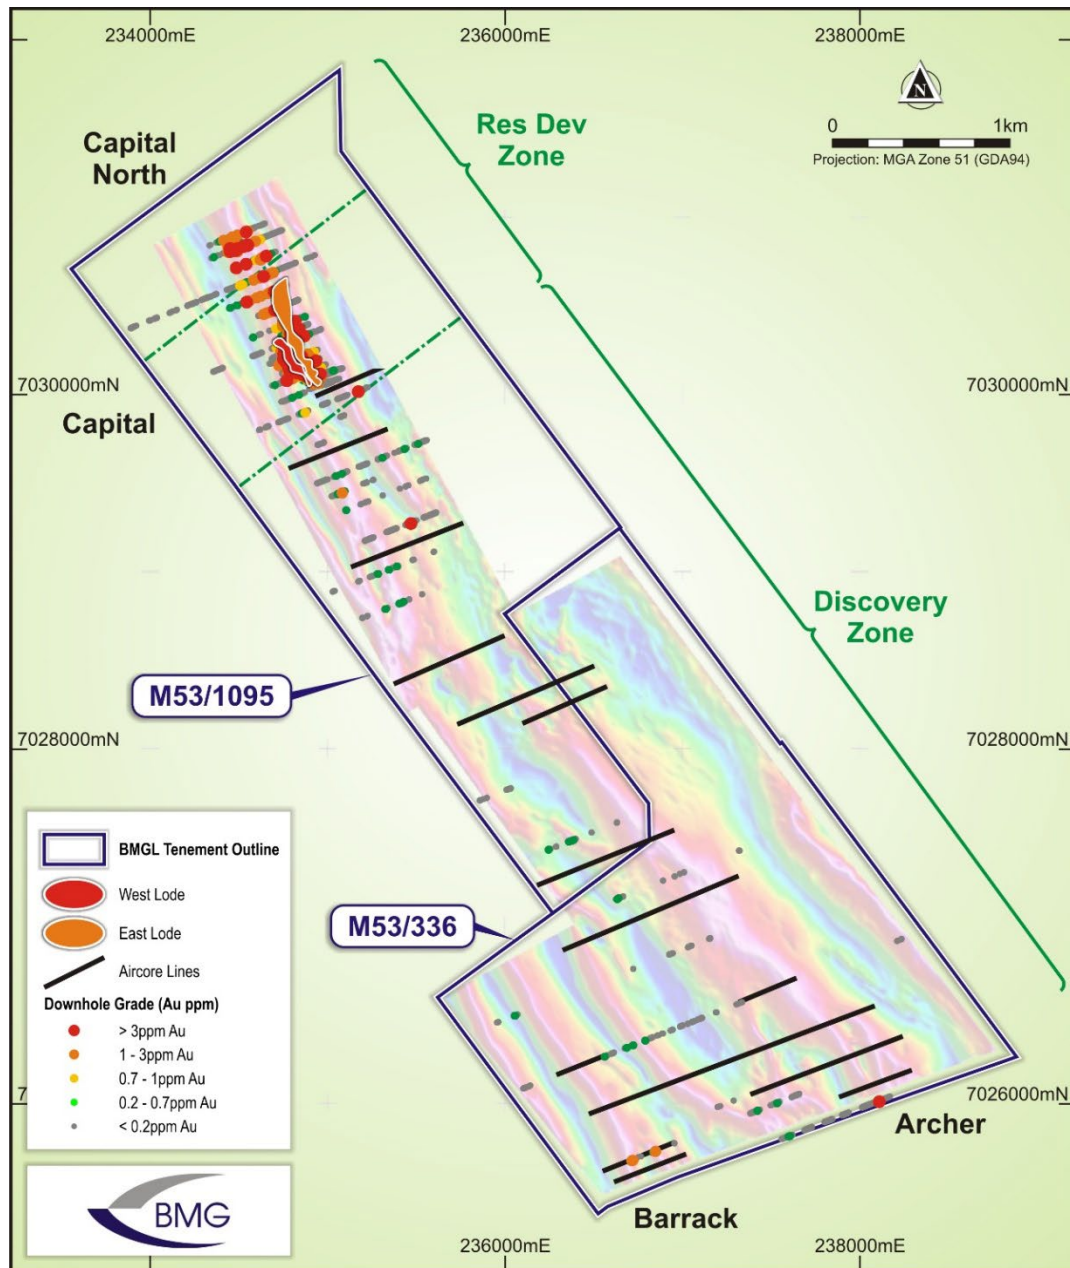 234000mE
236000mE
238000mE
Capital
North
Res Dev
Zone
N
0
1km
Projection: MGA Zone 51 (GDA94)
7030000mN
7030000mN
Capital
Discovery
Zone
M53/1095
7028000mN
7028000mN
BMGL Tenement Outline
West Lode
East Lode
Aircore Lines
Downhole Grade (Au ppm)
> 3ppm Au
1 - 3ppm Au
0.7 - 1ppm Au
0.2 - 0.7ppm Au
< 0.2ppm Au
M53/336
7
7026000mN
Archer
Barrack
BMG
236000mE
238000mE